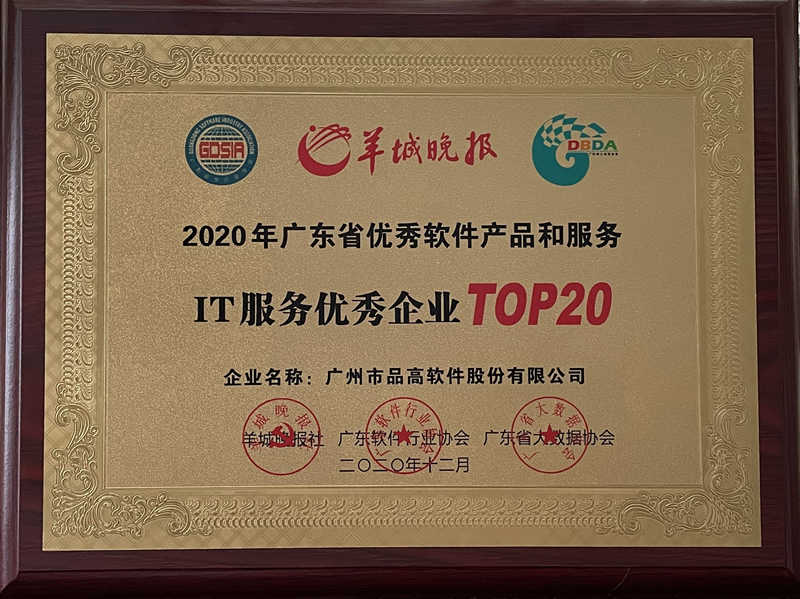 GUANGDONG SOFTWARE INDUSTRY ASSOCIATION
GDSIA
羊城晚报
DBDA
2020年广东省优秀软件产品和服务
IT服务优秀企业TOP20
企业名称：广州市品高软件股份有限公司
羊城晚报社 广东软件行业协会 广东省大数据协会
二〇二〇年十二月